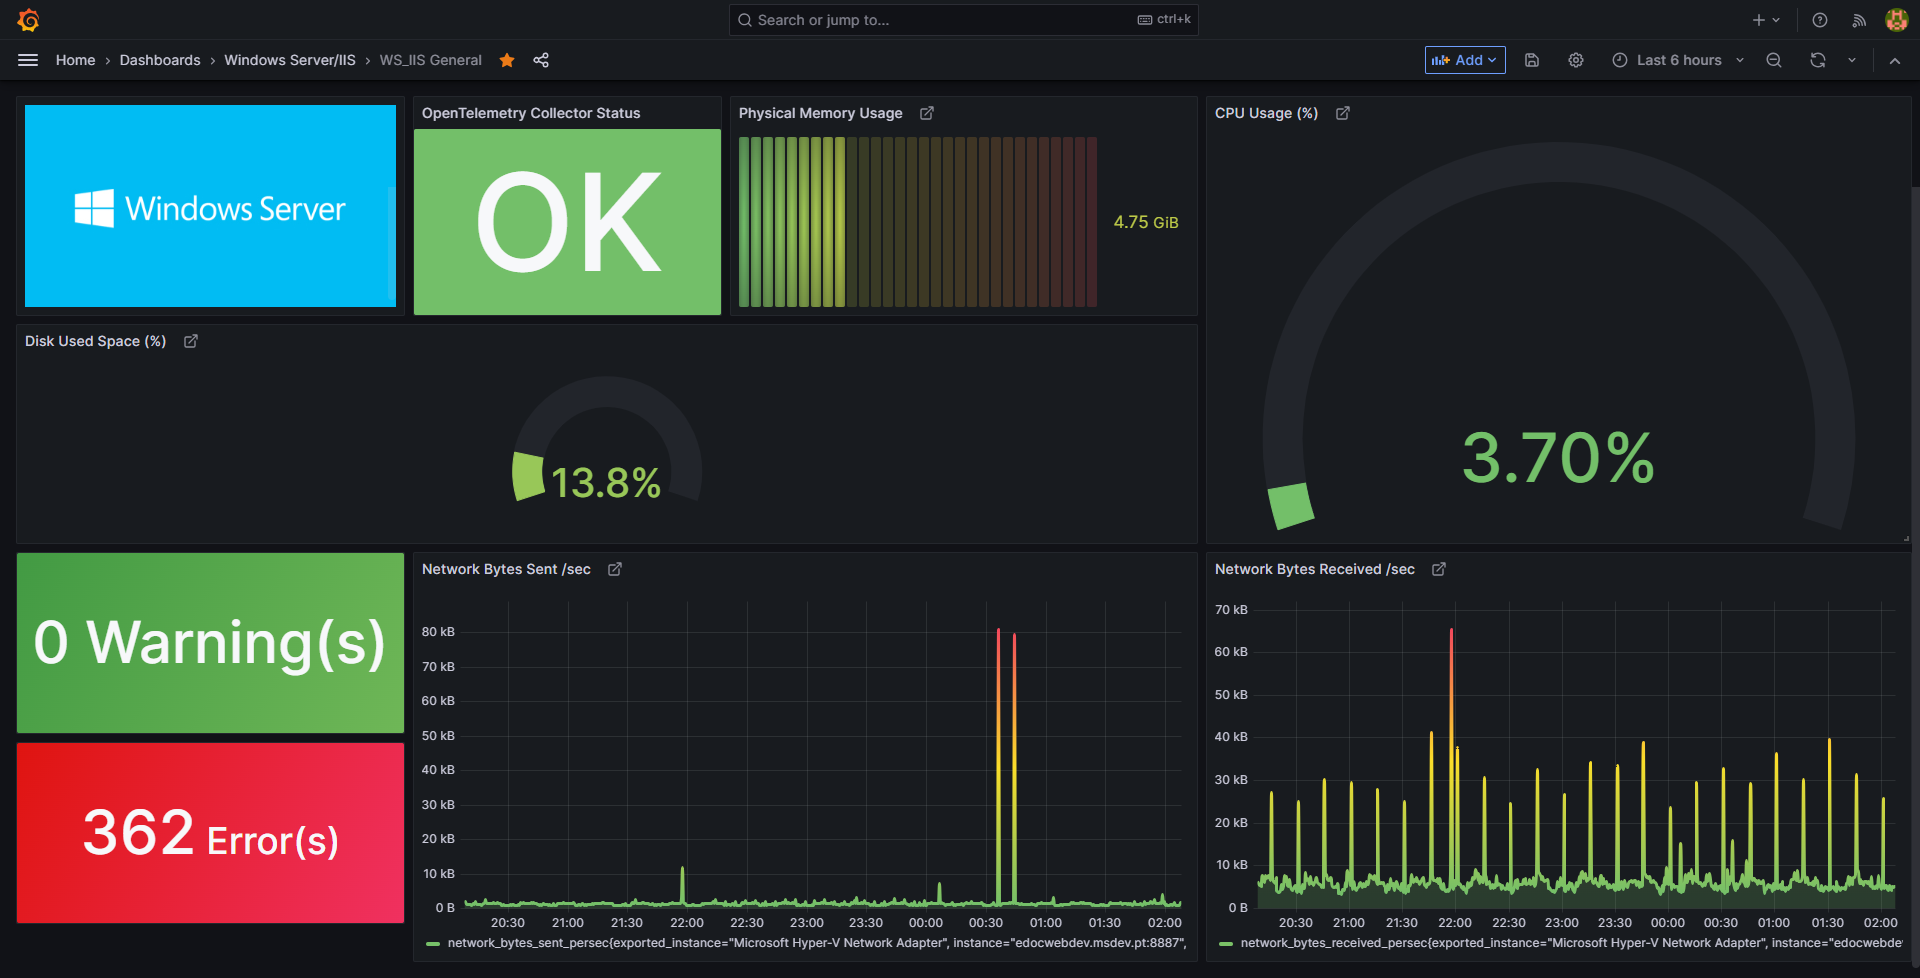 Search or jump to...
ctrl+k
Home › Dashboards › Windows Server/IIS › WS_IIS General
Add
Last 6 hours
Windows Server
OpenTelemetry Collector Status
OK
Physical Memory Usage
4.75 GiB
CPU Usage (%)
3.70%
Disk Used Space (%)
13.8%
0 Warning(s)
362 Error(s)
Network Bytes Sent /sec
80 kB
70 kB
60 kB
50 kB
40 kB
30 kB
20 kB
10 kB
0 B
20:30 21:00 21:30 22:00 22:30 23:00 23:30 00:00 00:30 01:00 01:30 02:00
network_bytes_sent_persec{exported_instance="Microsoft Hyper-V Network Adapter", instance="edocwebdev.msdev.pt:8887",
Network Bytes Received /sec
70 kB
60 kB
50 kB
40 kB
30 kB
20 kB
10 kB
0 B
20:30 21:00 21:30 22:00 22:30 23:00 23:30 00:00 00:30 01:00 01:30 02:00
network_bytes_received_persec{exported_instance="Microsoft Hyper-V Network Adapter", instance="edocwebde